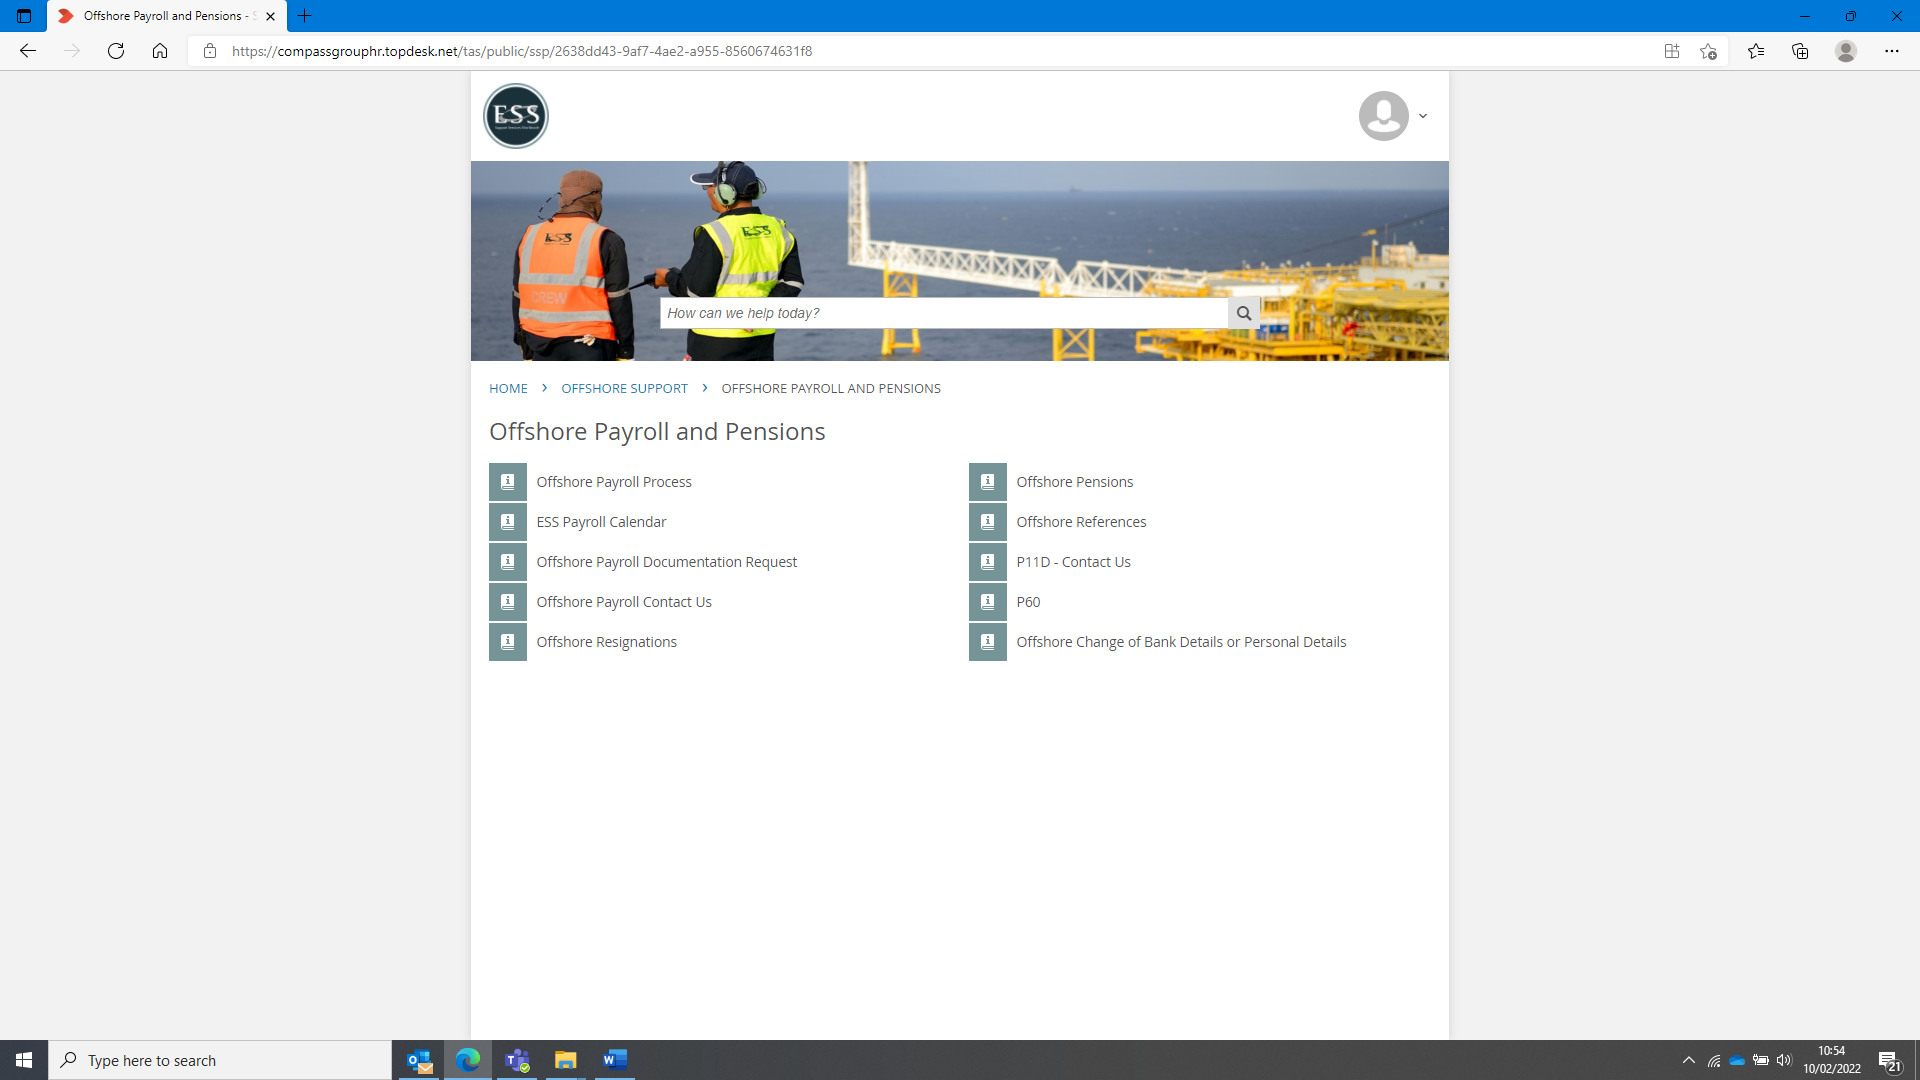 Offshore Payroll and Pensions -
https://compassgrouphr.topdesk.net/tas/public/ssp/2638dd43-9af7-4ae2-a955-8560674631f8
ESS
ESS
ESS
CREW
How can we help today?
HOME > OFFSHORE SUPPORT > OFFSHORE PAYROLL AND PENSIONS
Offshore Payroll and Pensions
Offshore Payroll Process
Offshore Pensions
ESS Payroll Calendar
Offshore References
Offshore Payroll Documentation Request
P11D - Contact Us
Offshore Payroll Contact Us
P60
Offshore Resignations
Offshore Change of Bank Details or Personal Details
Type here to search
10:54
10/02/2022
21